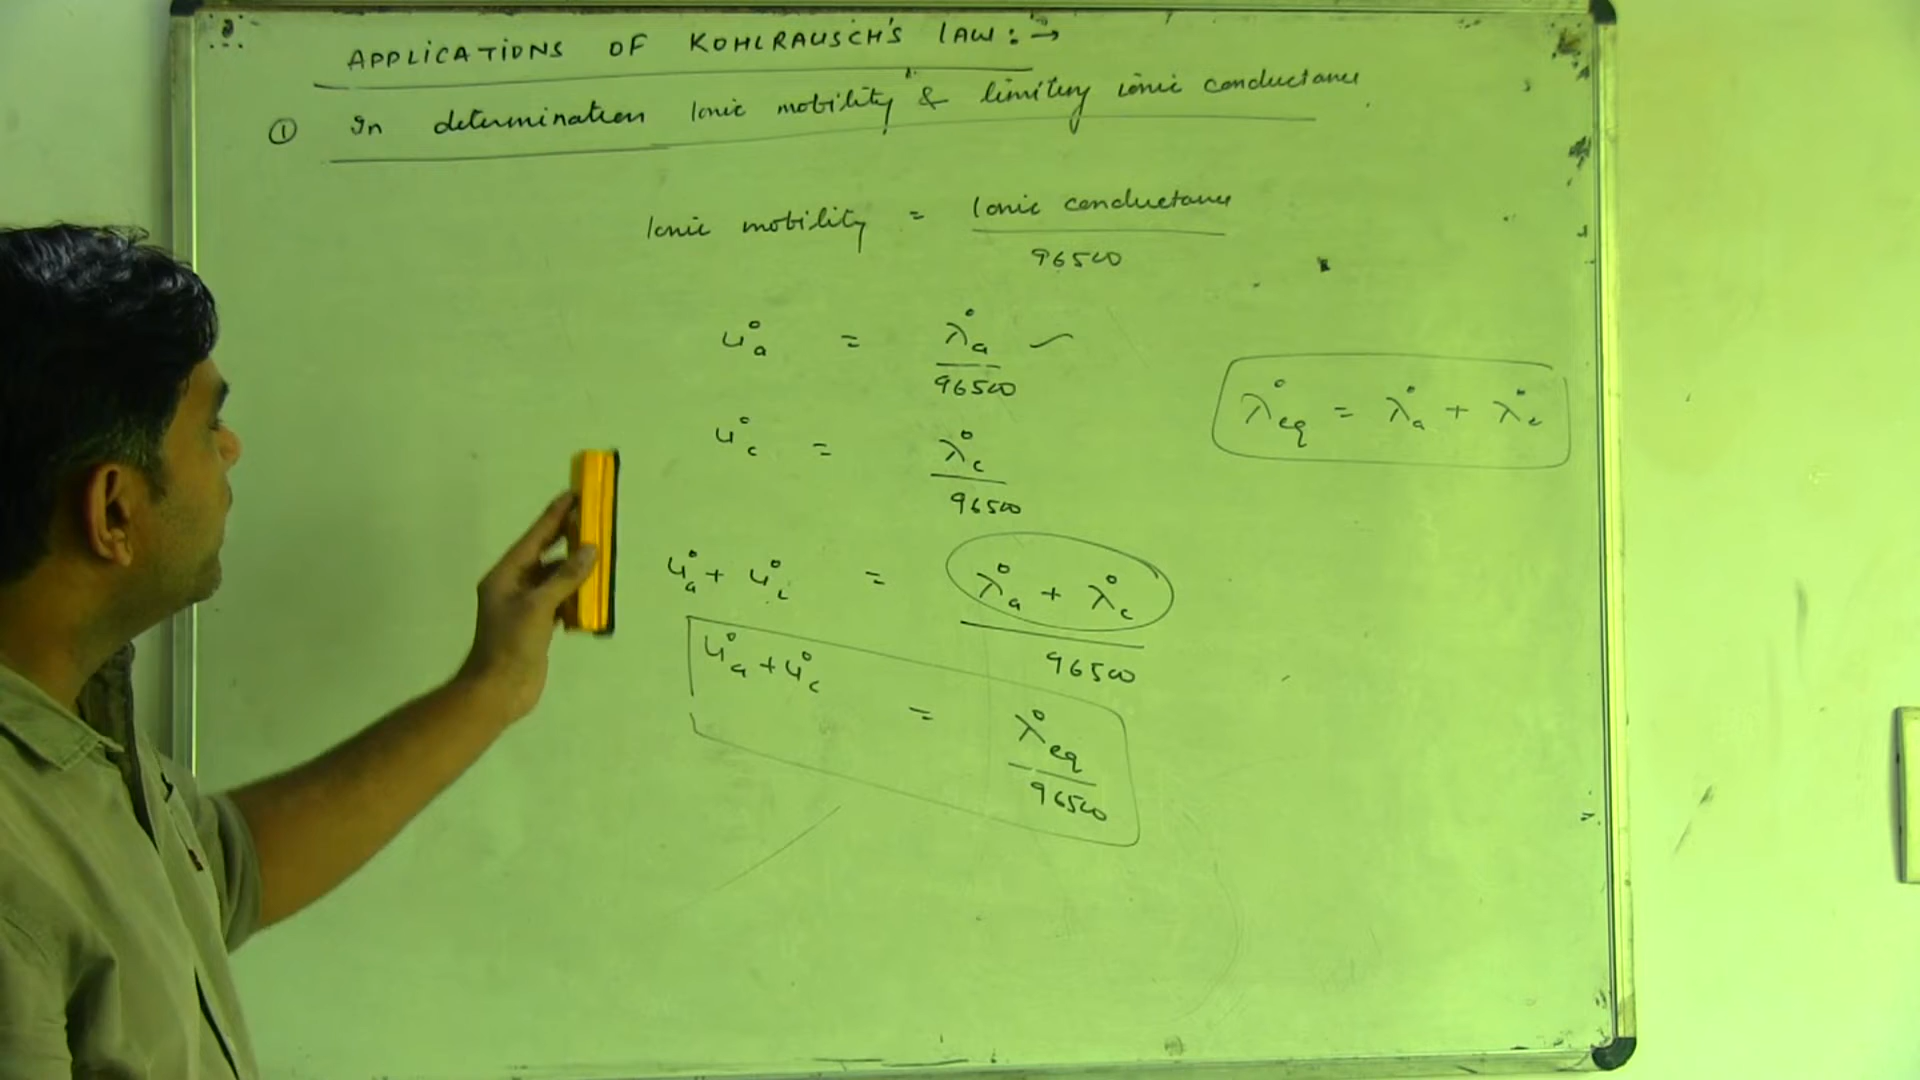 APPLICATIONS OF KOHLRAUSCH'S LAW:→
① In determination Ionic mobility & limiting ionic conductance
Ionic mobility = Ionic conductance / 96500
u°a = λ°a / 96500
u°c = λ°c / 96500
λ°eq = λ°a + λ°c
u°a + u°c = λ°a + λ°c / 96500
u°a + u°c = λ°eq / 96500